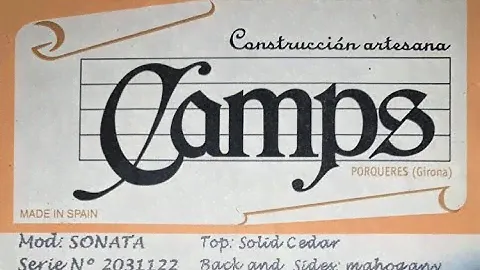 Construcción artesana
Camps
PORQUERES (Girona)
MADE IN SPAIN
Mod: SONATA Top: Solid Cedar
Serie Nº 2031122 Back and Sides: mahogany